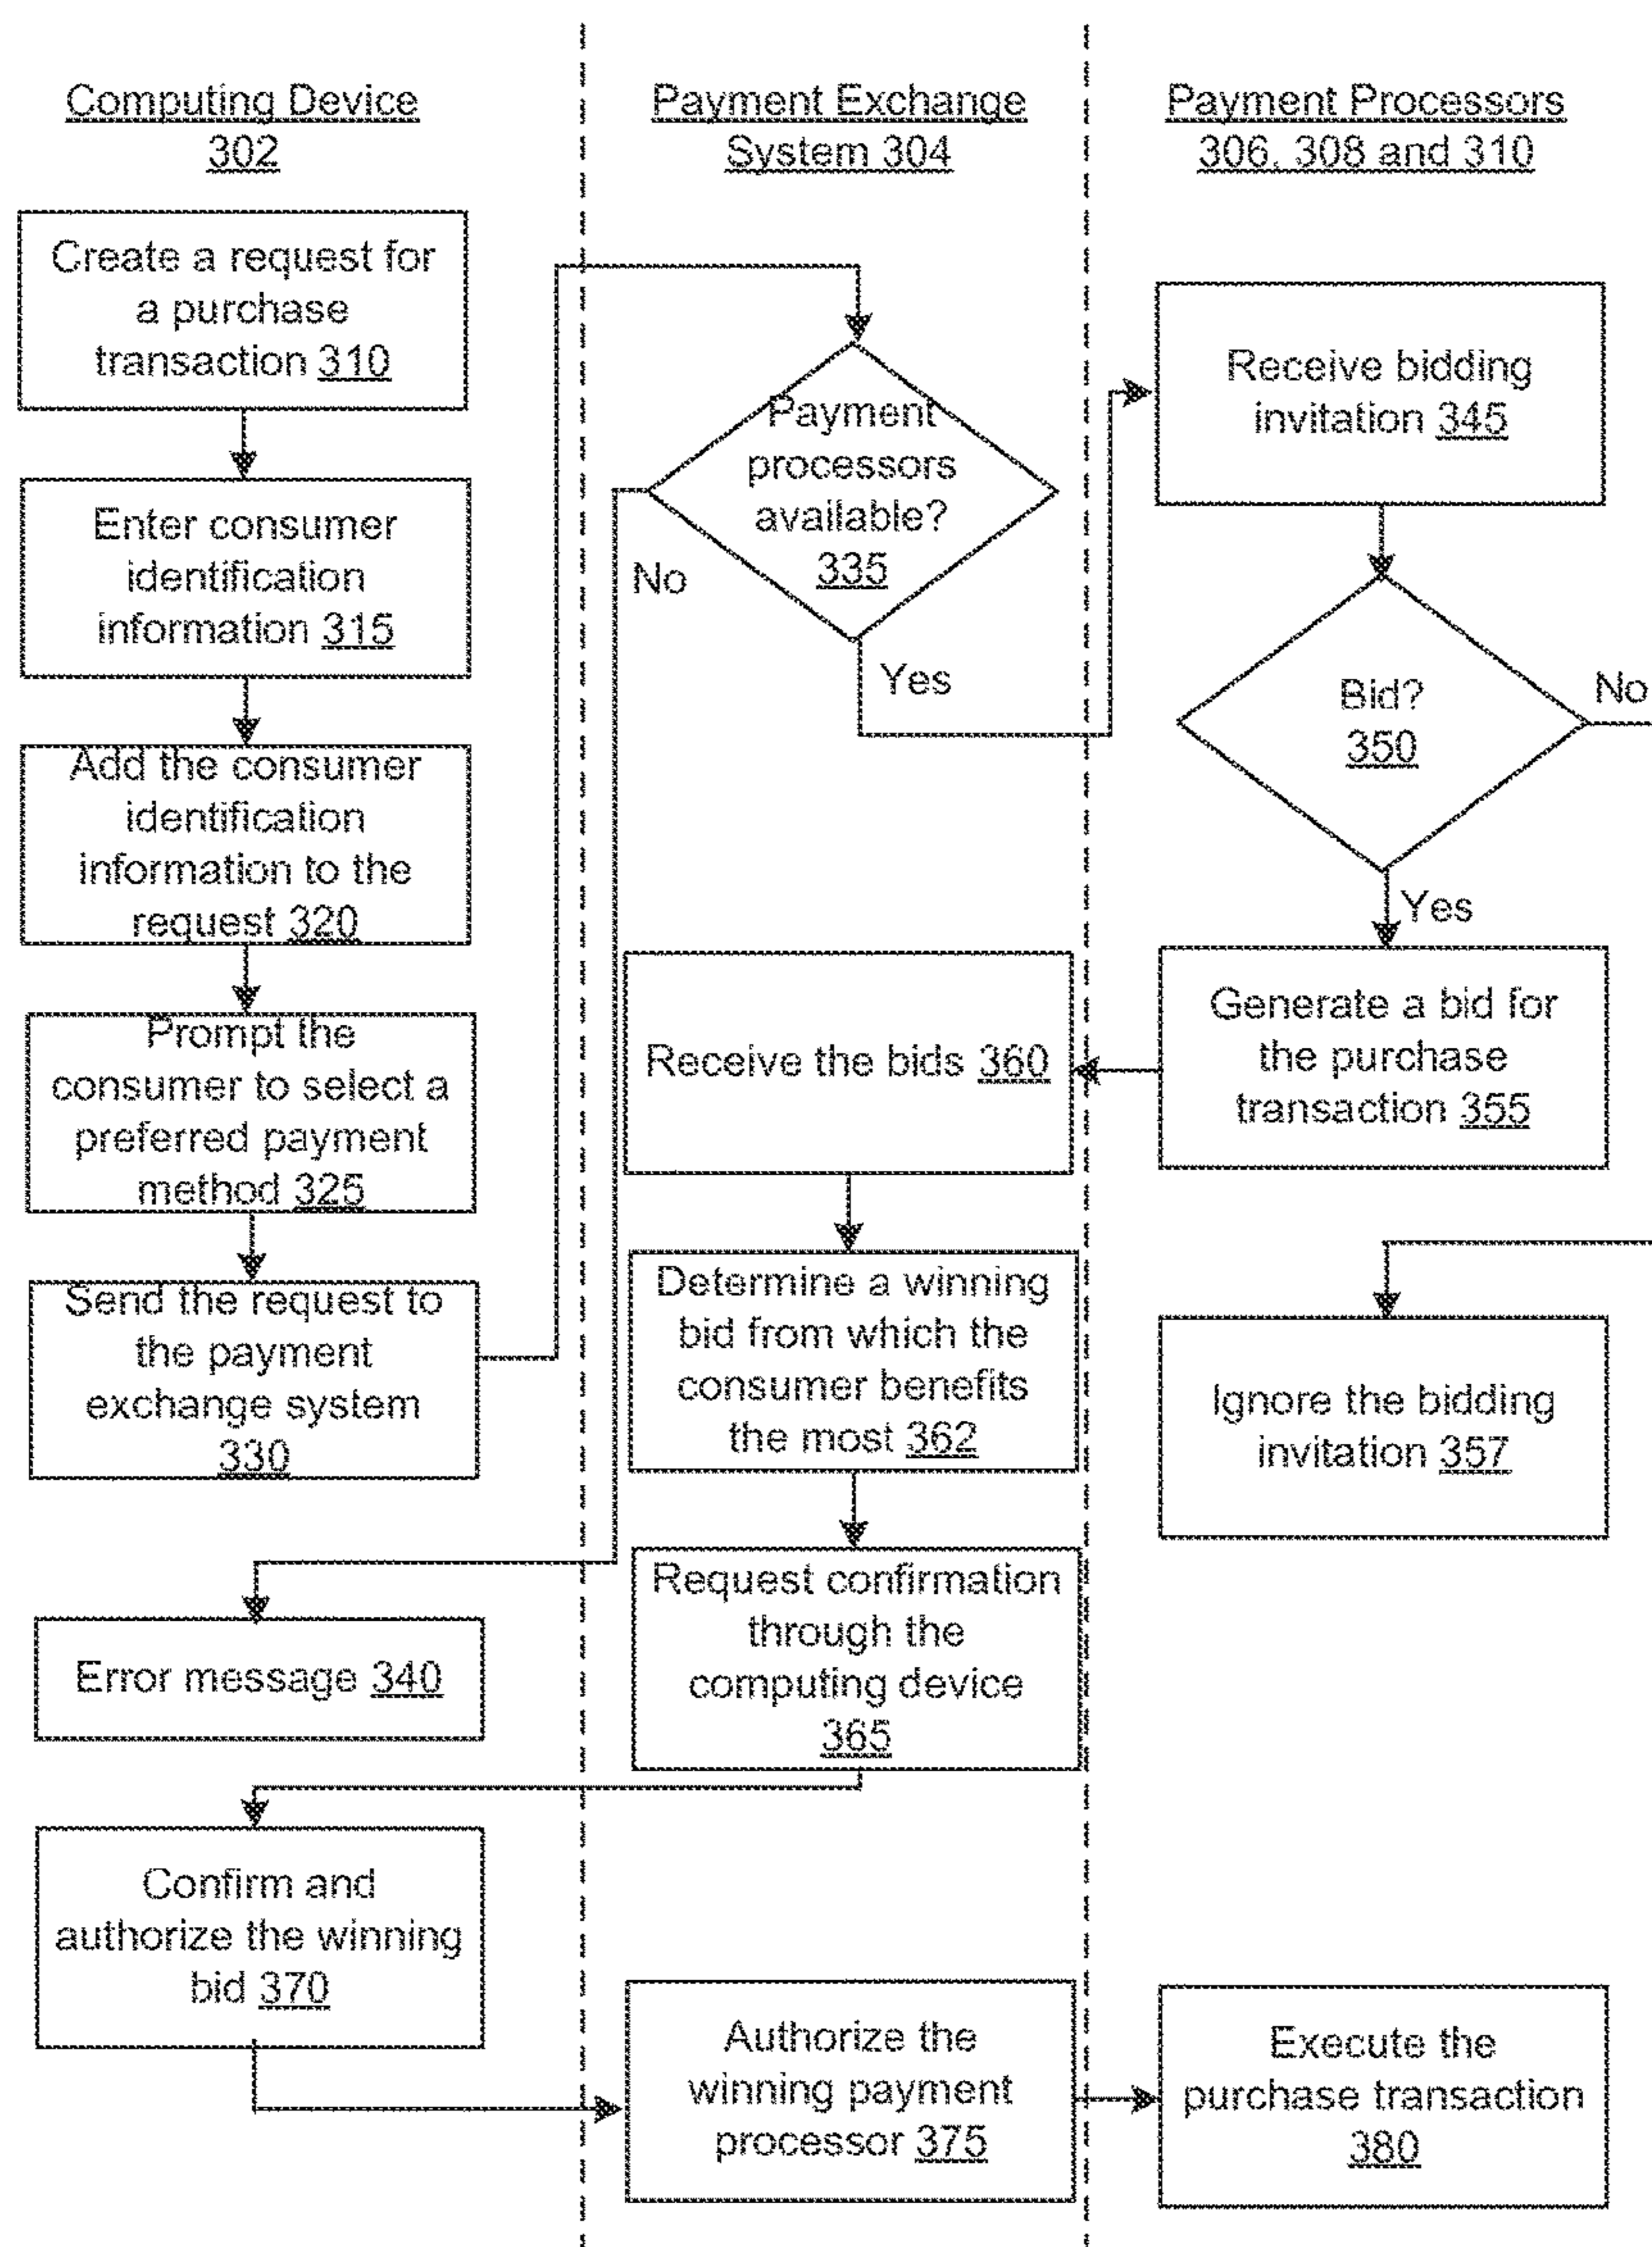 Computing Device
302
Create a request for
a purchase
transaction 310
Enter consumer
identification
information 315
Add the consumer
identification
information to the
request 320
Prompt the
consumer to select a
preferred payment
method 325
Send the request to
the payment
exchange system
330
Error message 340
Confirm and
authorize the winning
bid 370
Payment Exchange
System 304
Payment
processors
available?
335
No
Yes
Receive the bids 360
Determine a winning
bid from which the
consumer benefits
the most 362
Request confirmation
through the
computing device
365
Authorize the
winning payment
processor 375
Payment Processors
306, 308 and 310
Receive bidding
invitation 345
Bid?
350
No
Yes
Generate a bid for
the purchase
transaction 355
Ignore the bidding
invitation 357
Execute the
purchase transaction
380